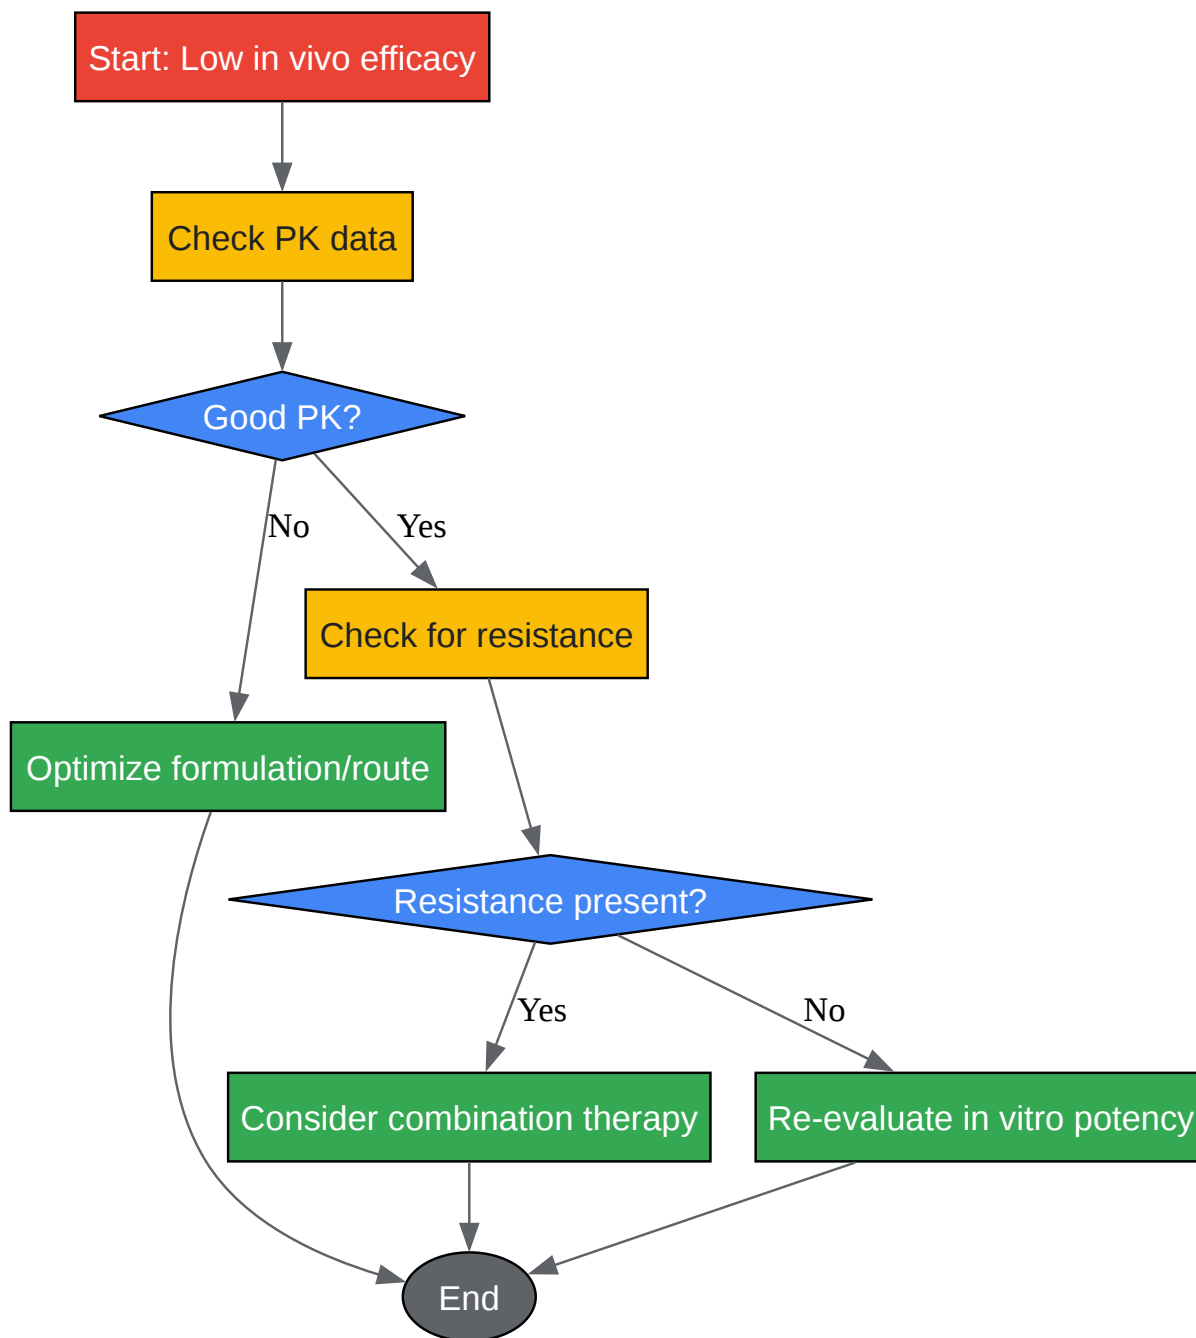 Start: Low in vivo efficacy
Check PK data
Good PK?
No
Yes
Check for resistance
Optimize formulation/route
Resistance present?
Yes
No
Consider combination therapy
Re-evaluate in vitro potency
End